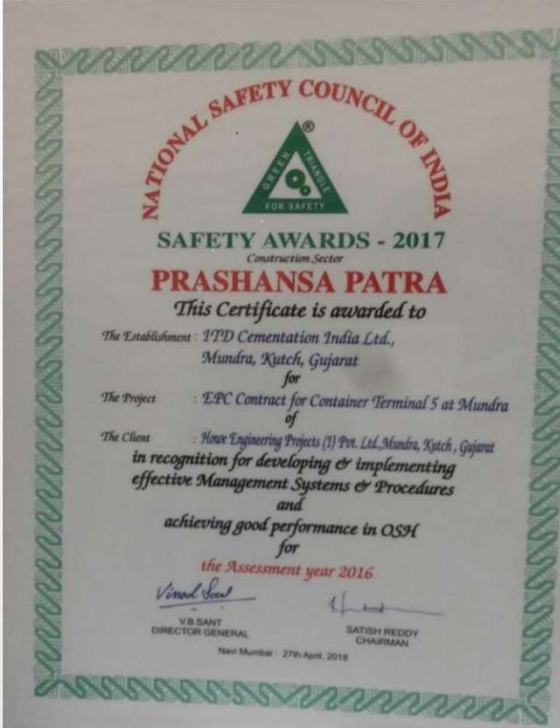 NATIONAL SAFETY COUNCIL OF INDIA
®
GREEN TRIANGLE
FOR SAFETY
SAFETY AWARDS - 2017
Construction Sector
PRASHANSA PATRA
This Certificate is awarded to
The Establishment : ITD Cementation India Ltd.,
Mundra, Kutch, Gujarat
for
The Project : EPC Contract for Container Terminal 5 at Mundra
of
The Client : Howe Engineering Projects (I) Pvt. Ltd.,Mundra, Kutch , Gujarat
in recognition for developing & implementing
effective Management Systems & Procedures
and
achieving good performance in OSH
for
the Assessment year 2016
V.B.SANT
DIRECTOR GENERAL
SATISH REDDY
CHAIRMAN
Navi Mumbai : 27th April, 2018